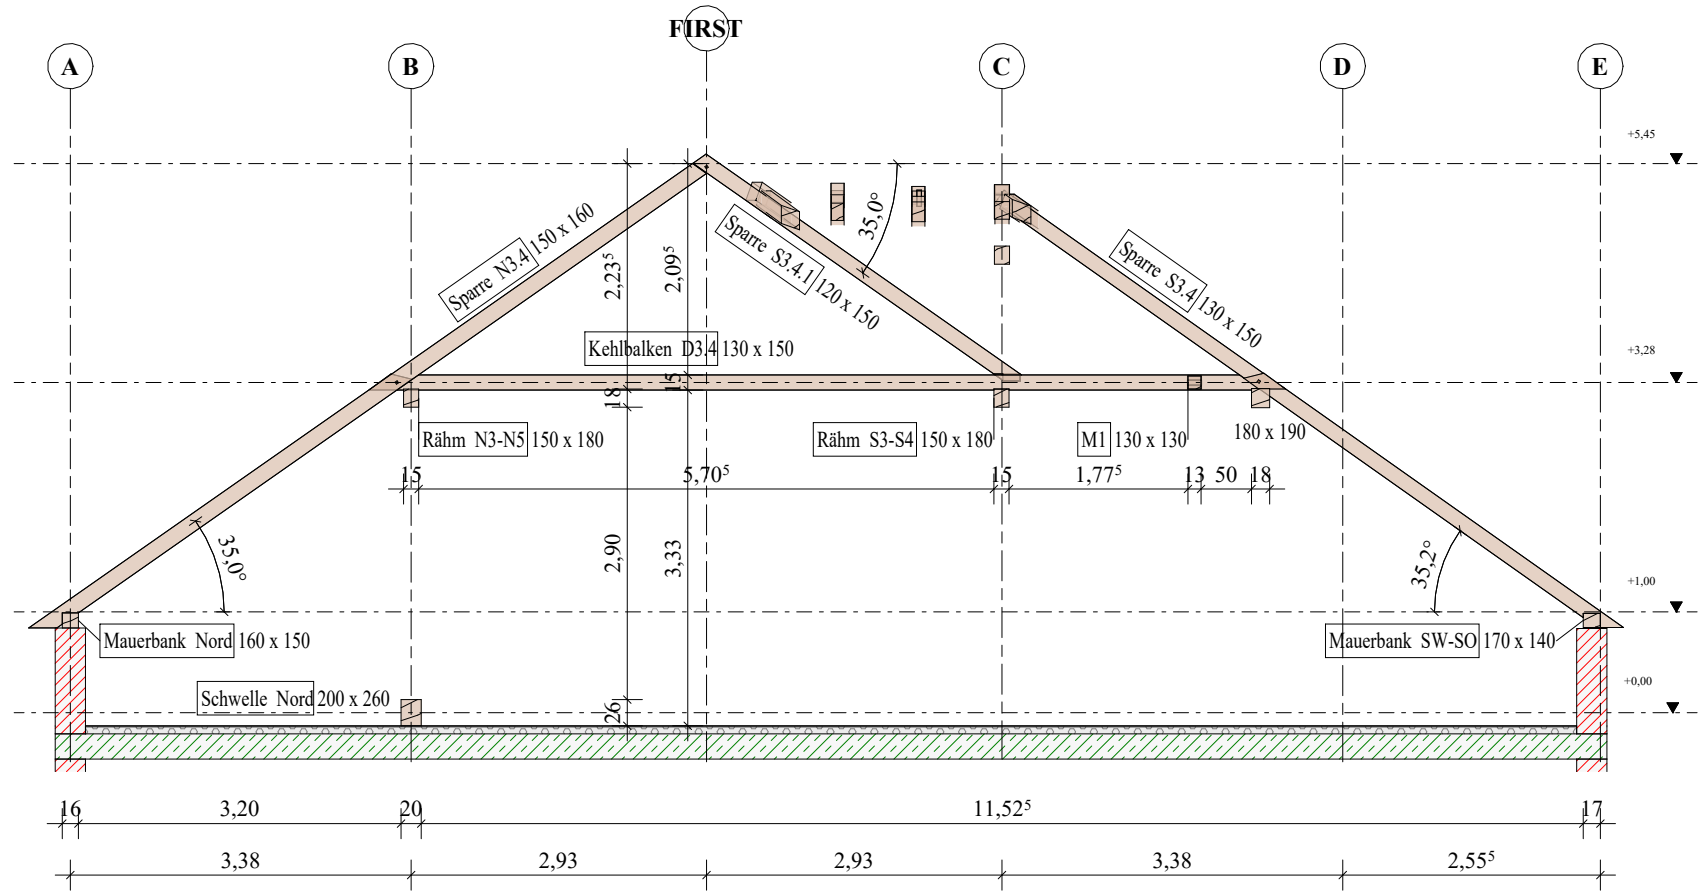 FIRST
A
B
C
D
E
+5,45
35,0°
Sparre N3.4 150 x 160
Sparre S3.4.1 120 x 150
Sparre S3.4 130 x 150
2,23⁵
2,09⁵
Kehlbalken D3.4 130 x 150
+3,28
15
18
Rähm N3-N5 150 x 180
Rähm S3-S4 150 x 180
M1 130 x 130
180 x 190
15
5,70⁵
15
1,77⁵
13
50
18
35,0°
2,90
3,33
35,2°
+1,00
Mauerbank Nord 160 x 150
Mauerbank SW-SO 170 x 140
Schwelle Nord 200 x 260
26
+0,00
16
3,20
20
11,52⁵
17
3,38
2,93
2,93
3,38
2,55⁵